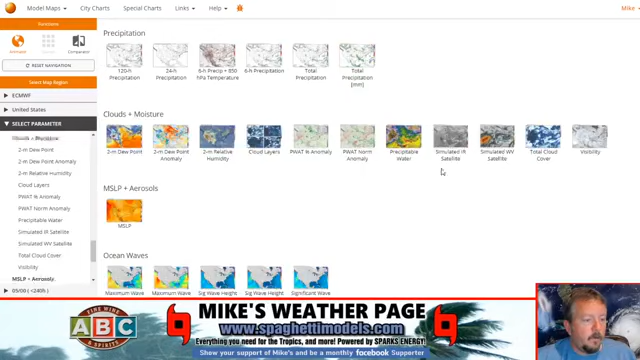 Model Maps City Charts Special Charts Links Help Mike
Animate Comparator
RESET NAVIGATION
Select Map Region
ECMWF
United States
SELECT PARAMETER
2-m Dew Point
2-m Dew Point Anomaly
2-m Relative Humidity
Cloud Layers
PWAT IS Anomaly
PWAT Norm Anomaly
Precipitable Water
Simulated IR Satellite
Simulated WV Satellite
Total Cloud Cover
Visibility
MSLP + Aerosols
Precipitation
120-h Precipitation
24-h Precipitation
6-h Precip + 850 hPa Temperature
6-h Precipitation
Total Precipitation
Total Precipitation [mm]
Clouds + Moisture
2-m Dew Point
2-m Dew Point Anomaly
2-m Relative Humidity
Cloud Layers
PWAT IS Anomaly
PWAT Norm Anomaly
Precipitable Water
Simulated IR Satellite
Simulated WV Satellite
Total Cloud Cover
Visibility
MSLP + Aerosols
MSLP
Ocean Waves
Maximum Wave
Maximum Wave
Sig Wave Height
Sig Wave Height
Significant Wave
FINE WINE
ABC
& SPIRITS
MIKE'S WEATHER PAGE
www.spaghettimodels.com
Everything you need for the Tropics, and more! Powered by SPARKS ENERGY!
Show your support of Mike's and be a monthly facebook Supporter